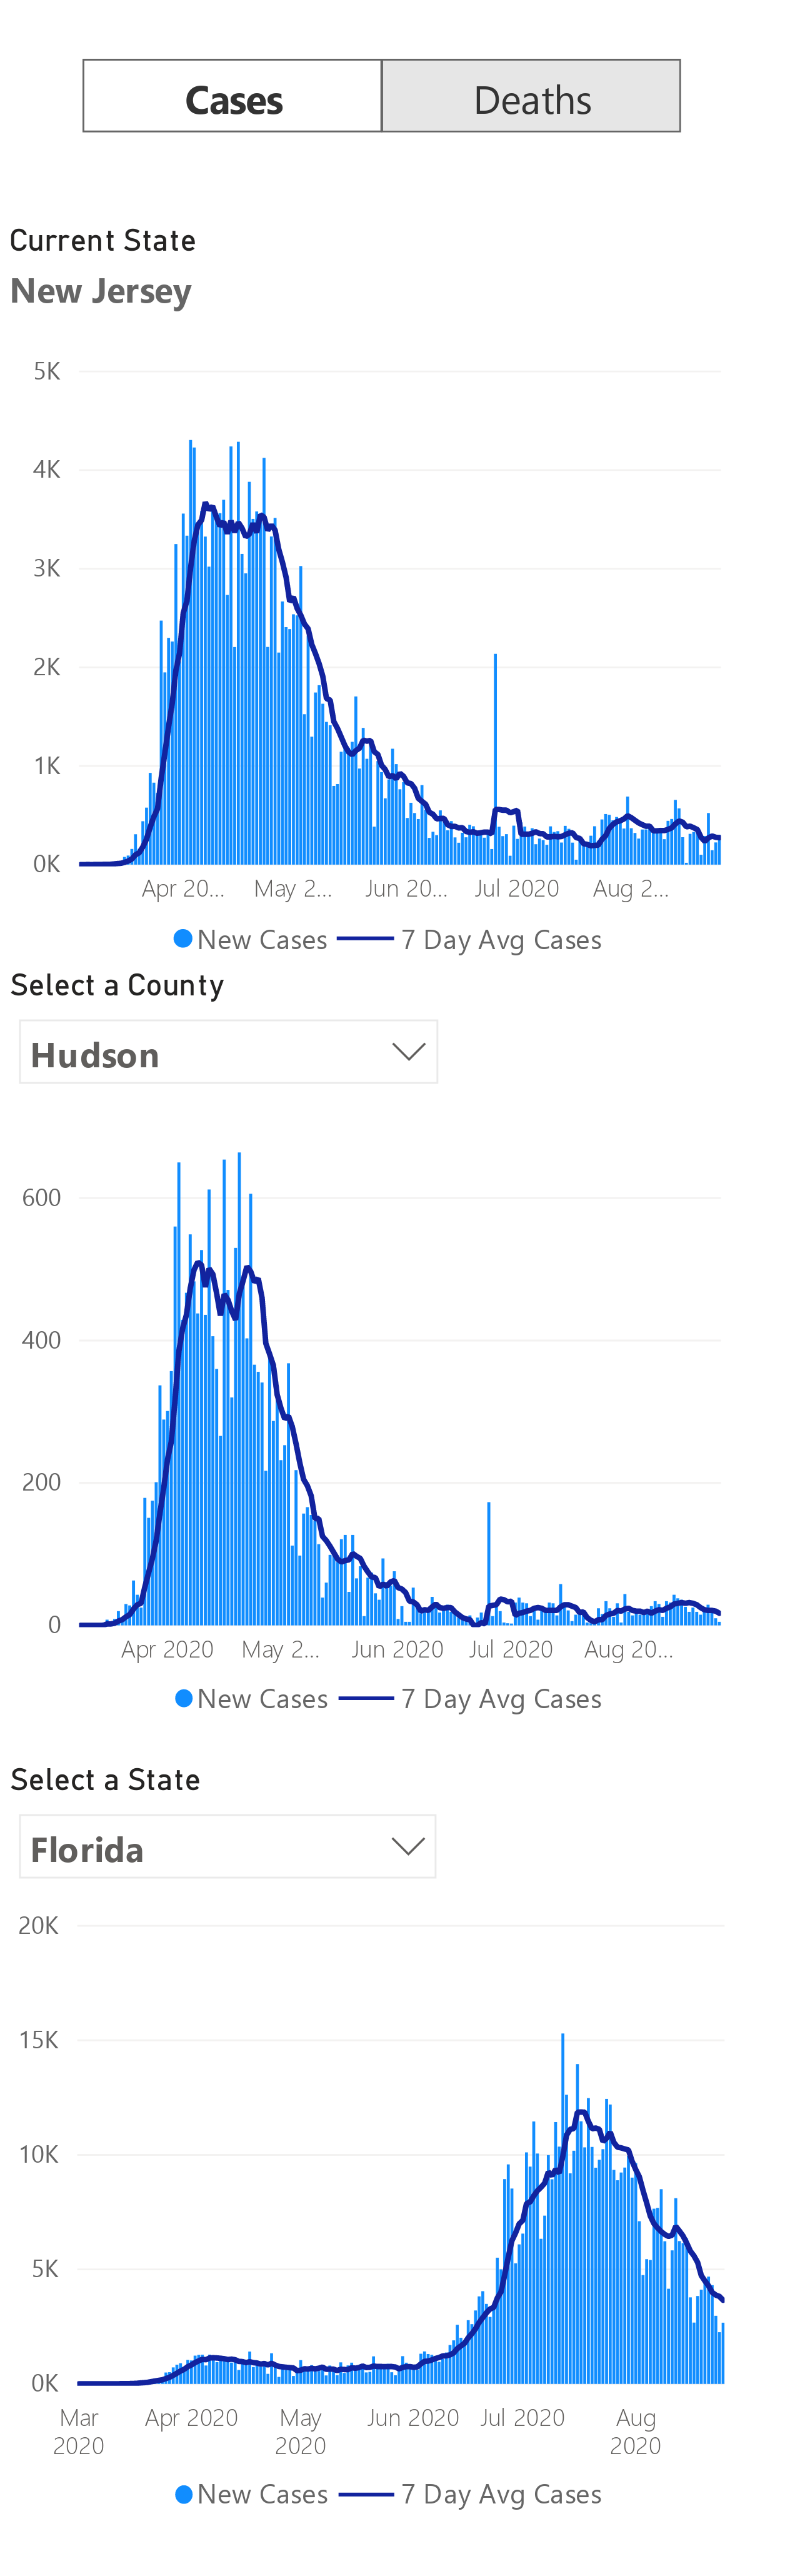 Cases Deaths
Current State
New Jersey
5K
4K
3K
2K
1K
0K
Apr 20... May 2... Jun 20... Jul 2020 Aug 2...
New Cases 7 Day Avg Cases
Select a County
Hudson
600
400
200
0
Apr 2020 May 2... Jun 2020 Jul 2020 Aug 20...
New Cases 7 Day Avg Cases
Select a State
Florida
20K
15K
10K
5K
0K
Mar Apr 2020 May Jun 2020 Jul 2020 Aug
2020 2020 2020
New Cases 7 Day Avg Cases